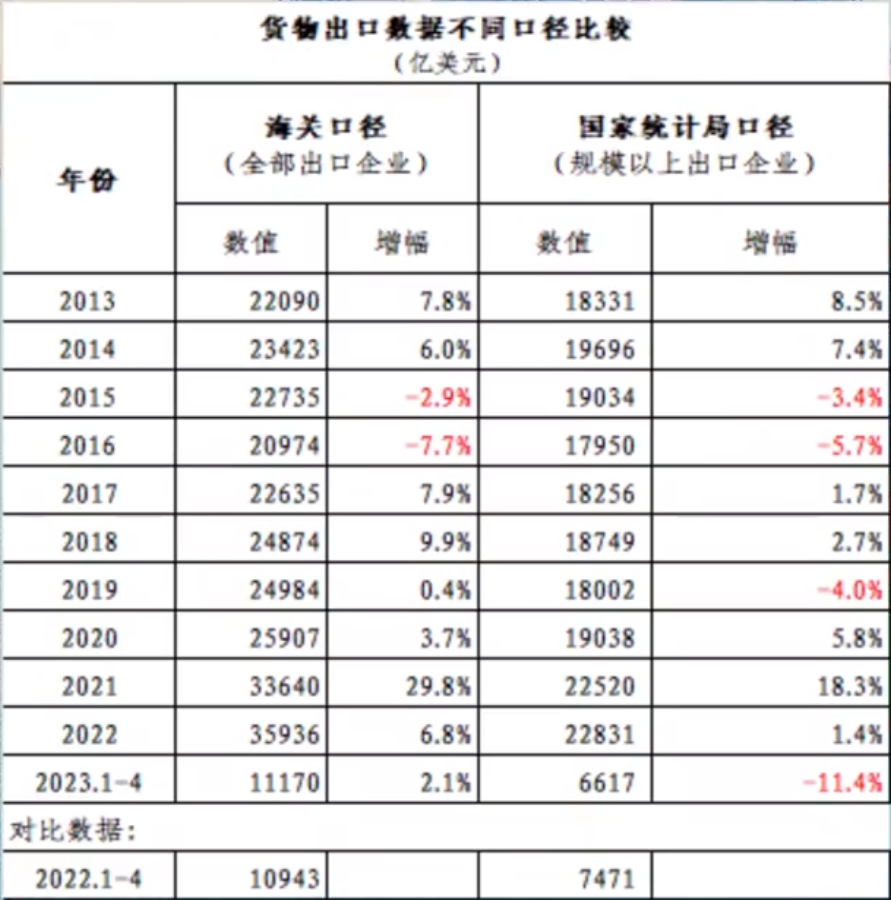 货物出口数据不同口径比较
(亿美元)
年份 海关口径 国家统计局口径
(全部出口企业) (规模以上出口企业)
数值 增幅 数值 增幅
2013 22090 7.8% 18331 8.5%
2014 23423 6.0% 19696 7.4%
2015 22735 -2.9% 19034 -3.4%
2016 20974 -7.7% 17950 -5.7%
2017 22635 7.9% 18256 1.7%
2018 24874 9.9% 18749 2.7%
2019 24984 0.4% 18002 -4.0%
2020 25907 3.7% 19038 5.8%
2021 33640 29.8% 22520 18.3%
2022 35936 6.8% 22831 1.4%
2023.1-4 11170 2.1% 6617 -11.4%
对比数据:
2022.1-4 10943 7471